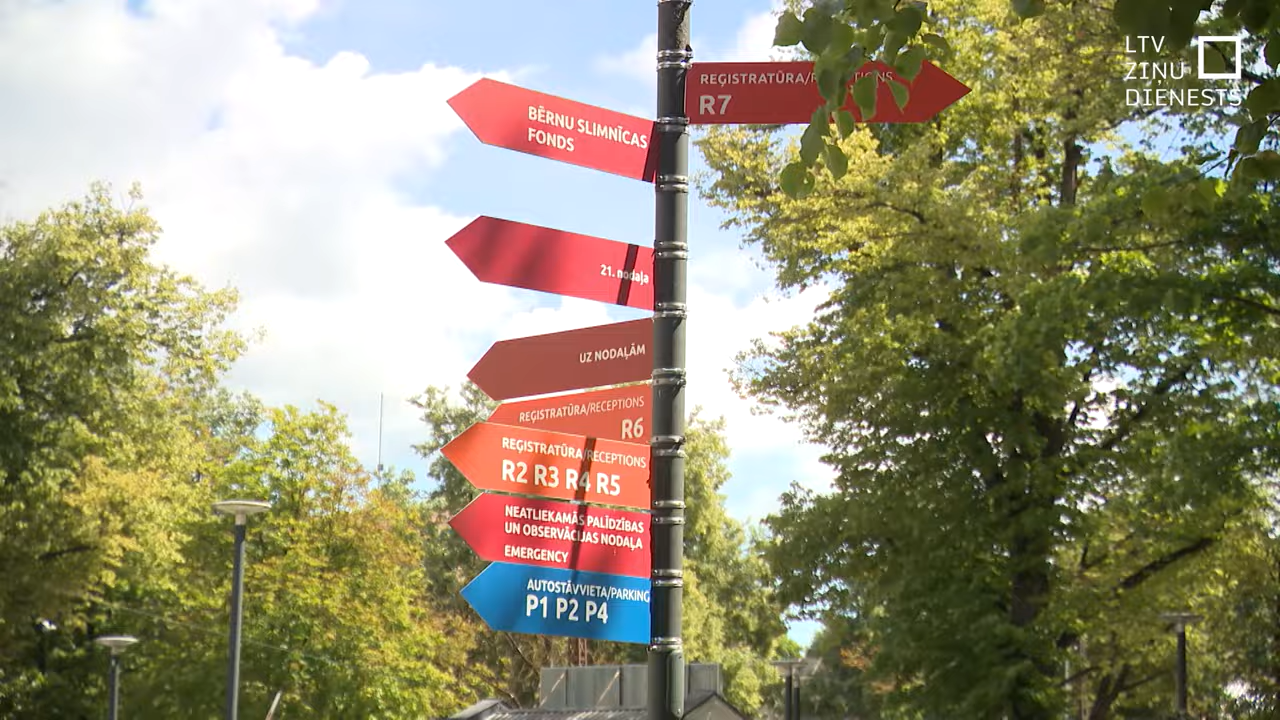 LTV
ZIŅU
DIENESTS
REĢISTRATŪRA/RECEPTIONS
R7
BĒRNU SLIMNĪCAS
FONDS
21. nodaļa
UZ NODAĻĀM
REĢISTRATŪRA/RECEPTIONS
R6
REĢISTRATŪRA/RECEPTIONS
R2 R3 R4 R5
NEATLIEKAMĀS PALĪDZĪBAS
UN OBSERVĀCIJAS NODAĻA
EMERGENCY
AUTOSTĀVVIETA/PARKING
P1 P2 P4